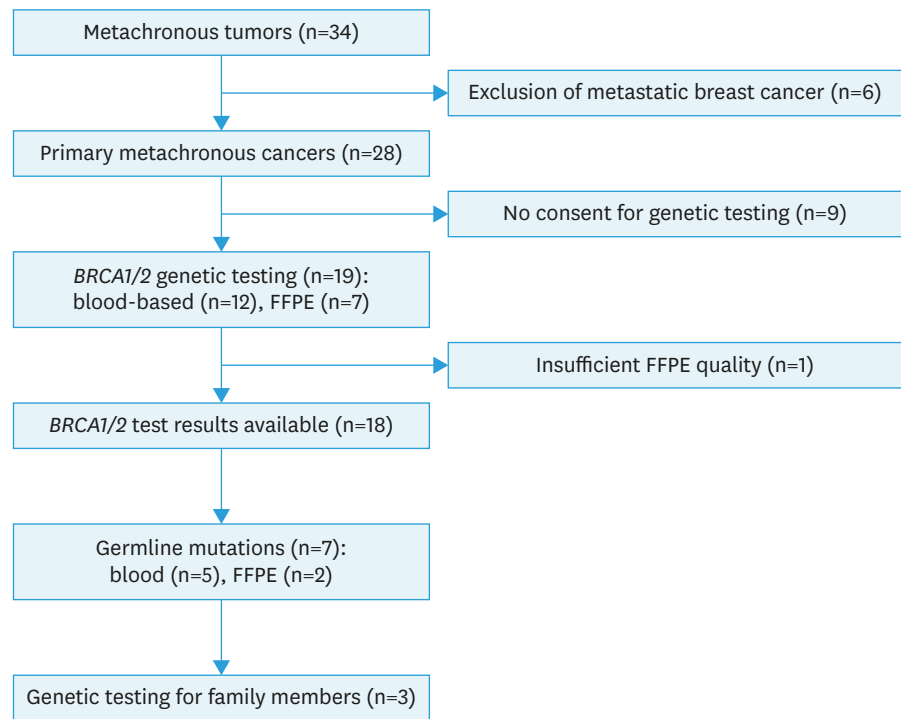 Metachronous tumors (n=34)
Exclusion of metastatic breast cancer (n=6)
Primary metachronous cancers (n=28)
No consent for genetic testing (n=9)
BRCA1/2 genetic testing (n=19):
blood-based (n=12), FFPE (n=7)
Insufficient FFPE quality (n=1)
BRCA1/2 test results available (n=18)
Germline mutations (n=7):
blood (n=5), FFPE (n=2)
Genetic testing for family members (n=3)